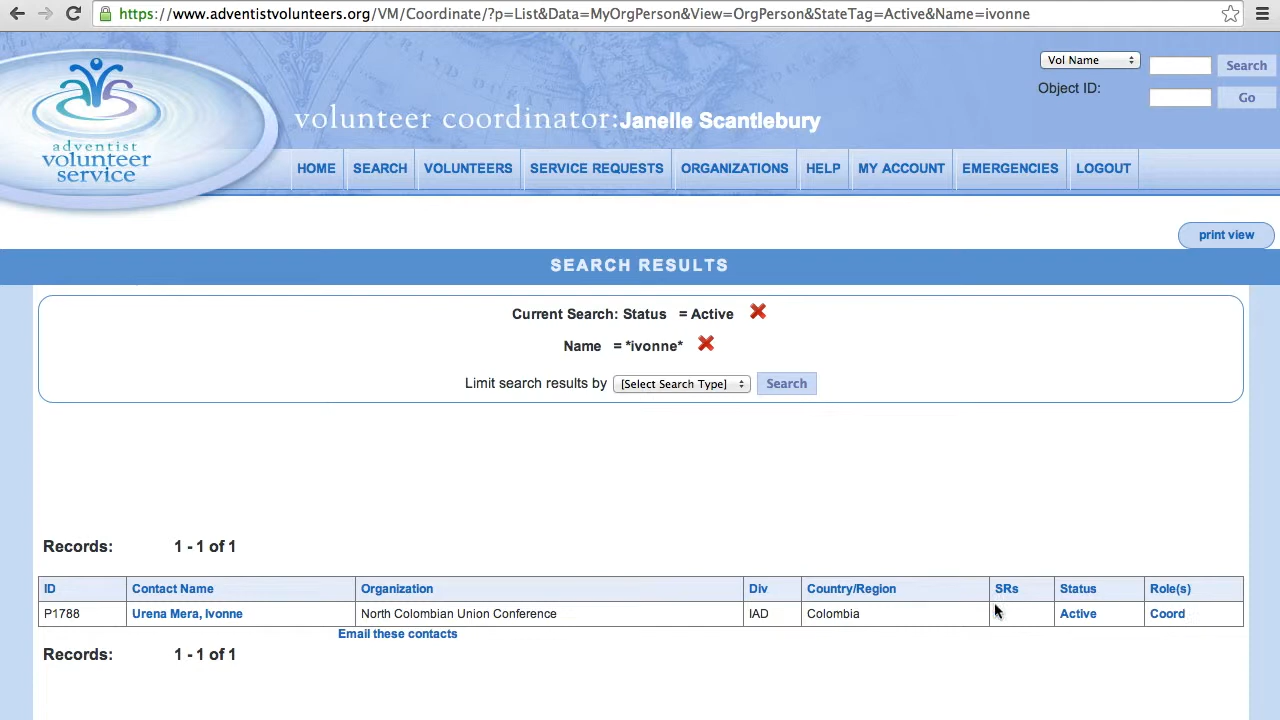 https://www.adventistvolunteers.org/VM/Coordinate/?p=List&Data=MyOrgPerson&View=OrgPerson&StateTag=Active&Name=ivonne
Vol Name Search
Object ID: Go
adventist
volunteer
service
volunteer coordinator:Janelle Scantlebury
HOME SEARCH VOLUNTEERS SERVICE REQUESTS ORGANIZATIONS HELP MY ACCOUNT EMERGENCIES LOGOUT
print view
SEARCH RESULTS
Current Search: Status = Active
Name = *ivonne*
Limit search results by [Select Search Type] Search
Records: 1 - 1 of 1
ID Contact Name Organization Div Country/Region SRs Status Role(s)
P1788 Urena Mera, Ivonne North Colombian Union Conference IAD Colombia Active Coord
Email these contacts
Records: 1 - 1 of 1